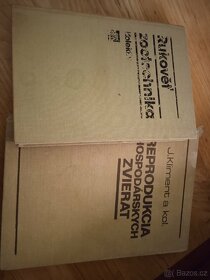 Rukověť
zootechnika
J. Kliment a kol.
REPRODUKCIA
HOSPODÁRSKYCH
ZVIERAT
Bazos.cz